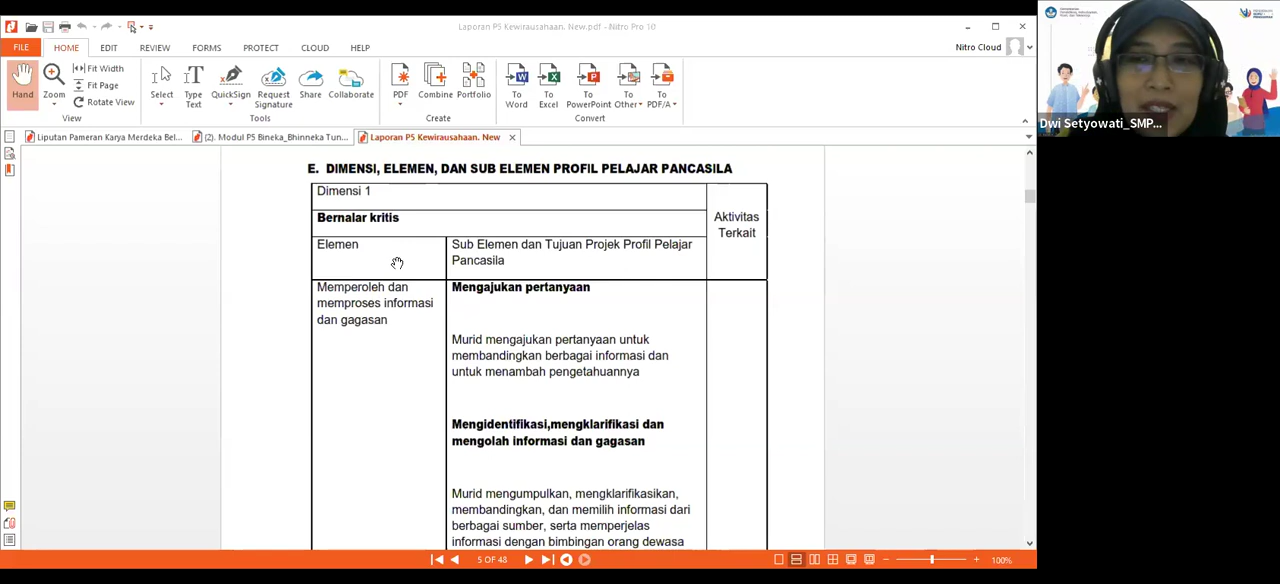 Laporan P5 Kewirausahaan. New.pdf - Nitro Pro 10
FILE HOME EDIT REVIEW FORMS PROTECT CLOUD HELP
Nitro Cloud
Hand
Zoom
Fit Width
Fit Page
Rotate View
View
Select
Type Text
QuickSign
Request Signature
Share
Collaborate
Tools
PDF
Combine
Portfolio
Create
To Word
To Excel
To PowerPoint
To Other
To PDF/A
Convert
Liputan Pameran Karya Merdeka Bel...
(2). Modul P5 Bineka_Bhinneka Tun...
Laporan P5 Kewirausahaan. New
E. DIMENSI, ELEMEN, DAN SUB ELEMEN PROFIL PELAJAR PANCASILA
Dimensi 1
Bernalar kritis
Aktivitas
Terkait
Elemen
Sub Elemen dan Tujuan Projek Profil Pelajar
Pancasila
Memperoleh dan
memproses informasi
dan gagasan
Mengajukan pertanyaan
Murid mengajukan pertanyaan untuk
membandingkan berbagai informasi dan
untuk menambah pengetahuannya
Mengidentifikasi,mengklarifikasi dan
mengolah informasi dan gagasan
Murid mengumpulkan, mengklarifikasikan,
membandingkan, dan memilih informasi dari
berbagai sumber, serta memperjelas
informasi dengan bimbingan orang dewasa
5 OF 48
100%
Dwi Setyowati_SMP...